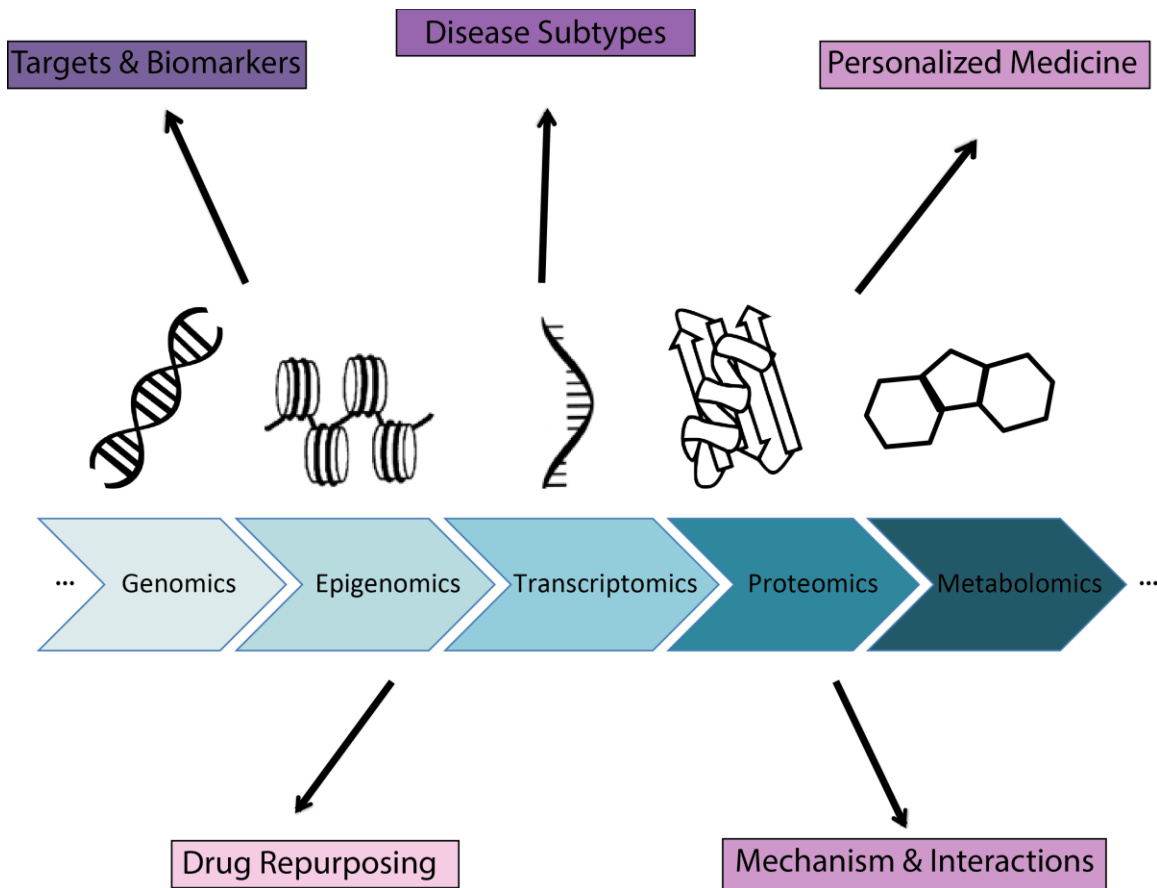 Disease Subtypes
Targets & Biomarkers
Personalized Medicine
... Genomics Epigenomics Transcriptomics Proteomics Metabolomics ...
Drug Repurposing
Mechanism & Interactions